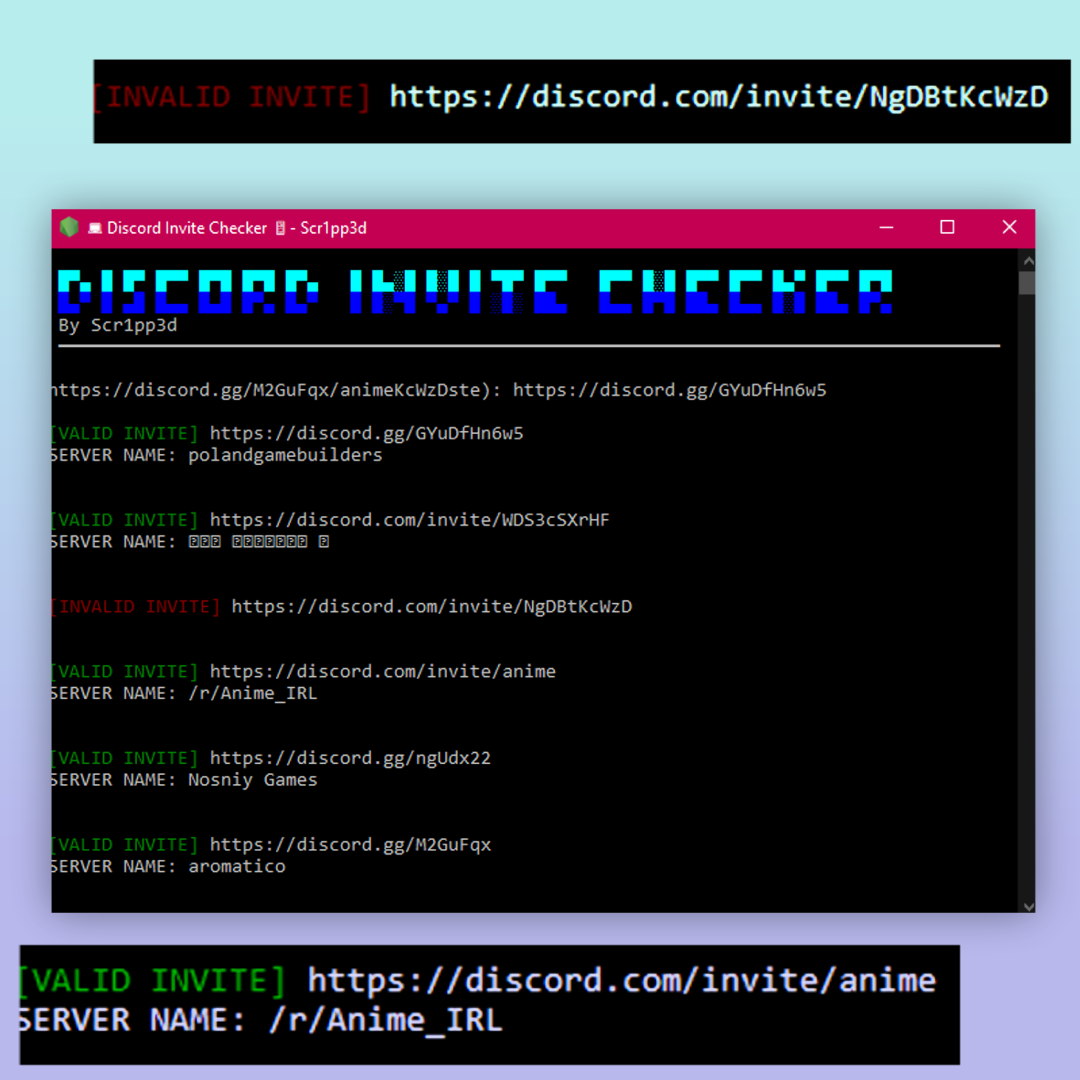 [INVALID INVITE] https://discord.com/invite/NgDBtKcWzD
Discord Invite Checker - Scr1pp3d
DISCORD INVITE CHECKER
By Scr1pp3d
https://discord.gg/M2GuFqx/animeKcWzDste): https://discord.gg/GYuDfHn6w5
[VALID INVITE] https://discord.gg/GYuDfHn6w5
SERVER NAME: polandgamebuilders
[VALID INVITE] https://discord.com/invite/WDS3cSXrHF
SERVER NAME:
[INVALID INVITE] https://discord.com/invite/NgDBtKcWzD
[VALID INVITE] https://discord.com/invite/anime
SERVER NAME: /r/Anime_IRL
[VALID INVITE] https://discord.gg/ngUdx22
SERVER NAME: Nosniy Games
[VALID INVITE] https://discord.gg/M2GuFqx
SERVER NAME: aromatico
[VALID INVITE] https://discord.com/invite/anime
SERVER NAME: /r/Anime_IRL